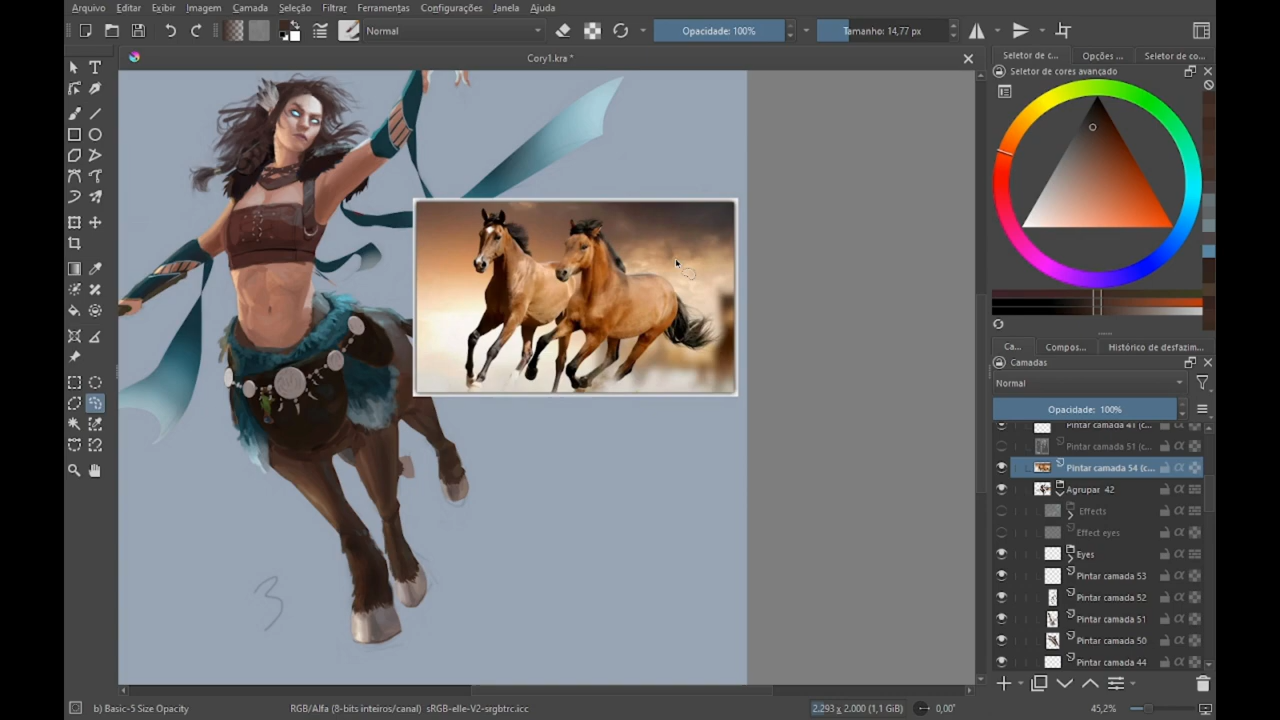 Arquivo Editar Exibir Imagem Camada Seleção Filtrar Ferramentas Configurações Janela Ajuda
Normal Opacidade: 100% Tamanho: 14,77 px
Cory1.kra *
Seletor de c... Opções ... Seletor de co...
Seletor de cores avançado
3
Ca... Compos... Histórico de desfazim...
Camadas
Normal
Opacidade: 100%
Pintar camada 41 (c...
Pintar camada 51 (c...
Pintar camada 54 (c...
Agrupar 42
Effects
Effect eyes
Eyes
Pintar camada 53
Pintar camada 52
Pintar camada 51
Pintar camada 50
Pintar camada 44
b) Basic-5 Size Opacity RGB/Alfa (8-bits inteiros/canal) sRGB-elle-V2-srgbtrc.icc 2.293 x 2.000 (1,1 GiB) 0,00° 45,2%